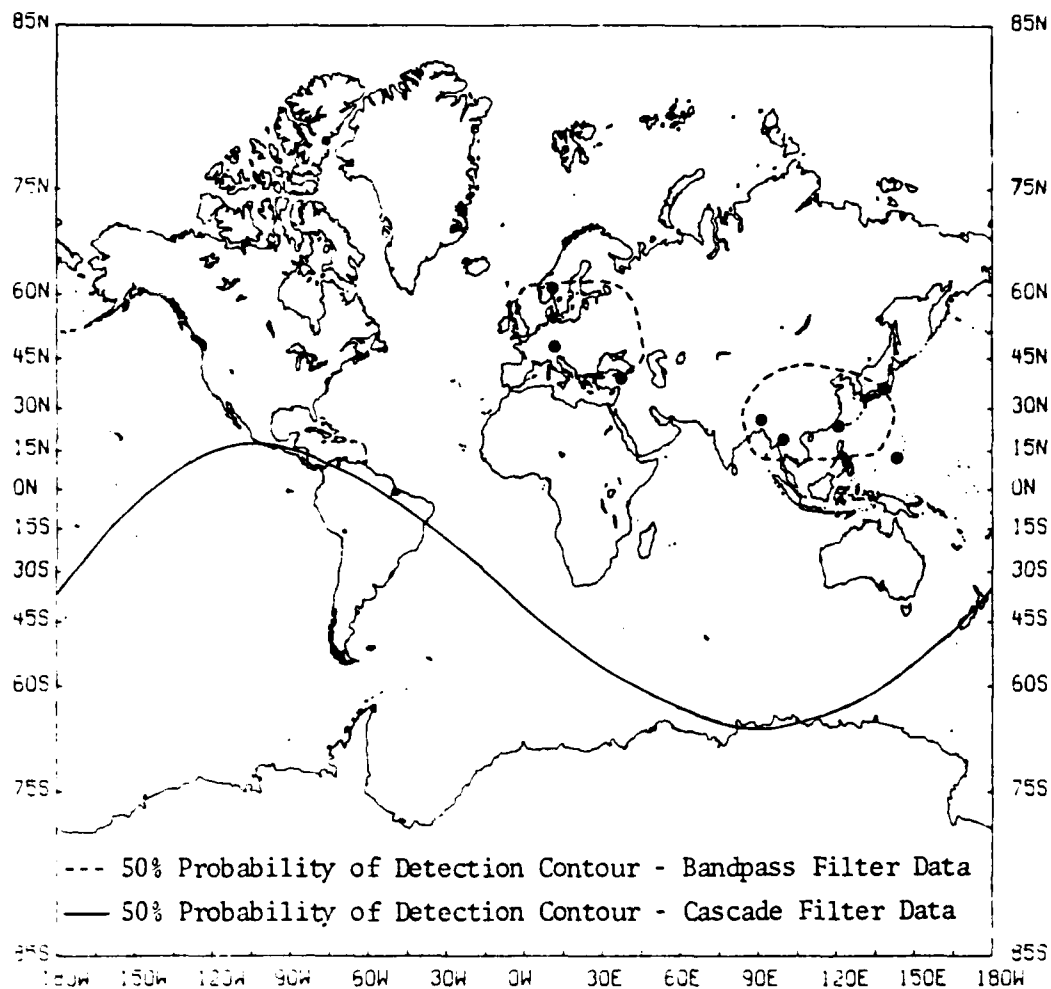 85N 85N
75N 75N
60N 60N
45N 45N
30N 30N
15N 15N
0N 0N
15S 15S
30S 30S
45S 45S
60S 60S
75S 75S
--- 50% Probability of Detection Contour - Bandpass Filter Data
— 50% Probability of Detection Contour - Cascade Filter Data
85S 85S
150W 120W 90W 60W 30W 0W 30E 60E 90E 120E 150E 180W